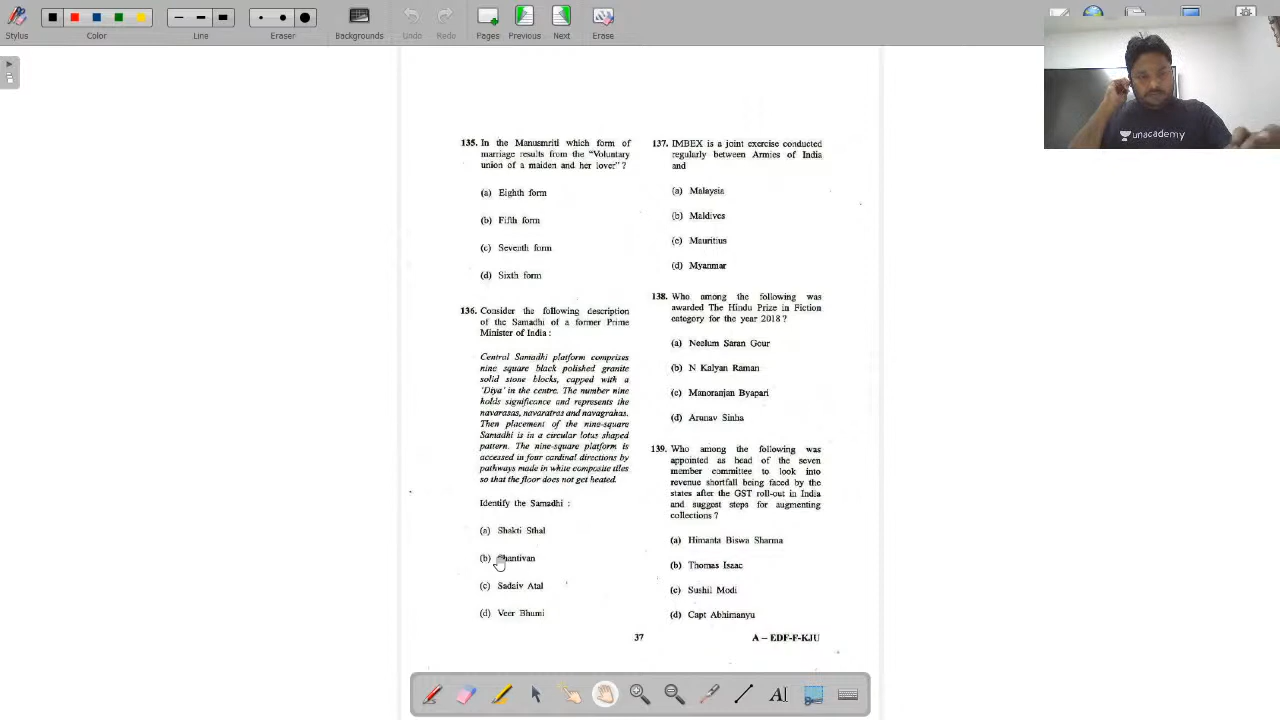 Stylus
Color
Line
Eraser
Backgrounds
Undo
Redo
Pages
Previous
Next
Erase
unacademy
135. In the Manusmriti which form of
marriage results from the "Voluntary
union of a maiden and her lover" ?
(a) Eighth form
(b) Fifth form
(c) Seventh form
(d) Sixth form
136. Consider the following description
of the Samadhi of a former Prime
Minister of India :
Central Samadhi platform comprises
nine square black polished granite
solid stone blocks, capped with a
'Diya' in the centre. The number nine
holds significance and represents the
navarasas, navaratras and navagrahas.
Then placement of the nine-square
Samadhi is in a circular lotus shaped
pattern. The nine-square platform is
accessed in four cardinal directions by
pathways made in white composite tiles
so that the floor does not get heated.
Identify the Samadhi :
(a) Shakti Sthal
(b) Shantivan
(c) Sadaiv Atal
(d) Veer Bhumi
137. IMBEX is a joint exercise conducted
regularly between Armies of India
and
(a) Malaysia
(b) Maldives
(c) Mauritius
(d) Myanmar
138. Who among the following was
awarded The Hindu Prize in Fiction
category for the year 2018 ?
(a) Neelum Saran Gour
(b) N Kalyan Raman
(c) Manoranjan Byapari
(d) Arunav Sinha
139. Who among the following was
appointed as head of the seven
member committee to look into
revenue shortfall being faced by the
states after the GST roll-out in India
and suggest steps for augmenting
collections ?
(a) Himanta Biswa Sharma
(b) Thomas Isaac
(c) Sushil Modi
(d) Capt Abhimanyu
37
A – EDF-F-KJU